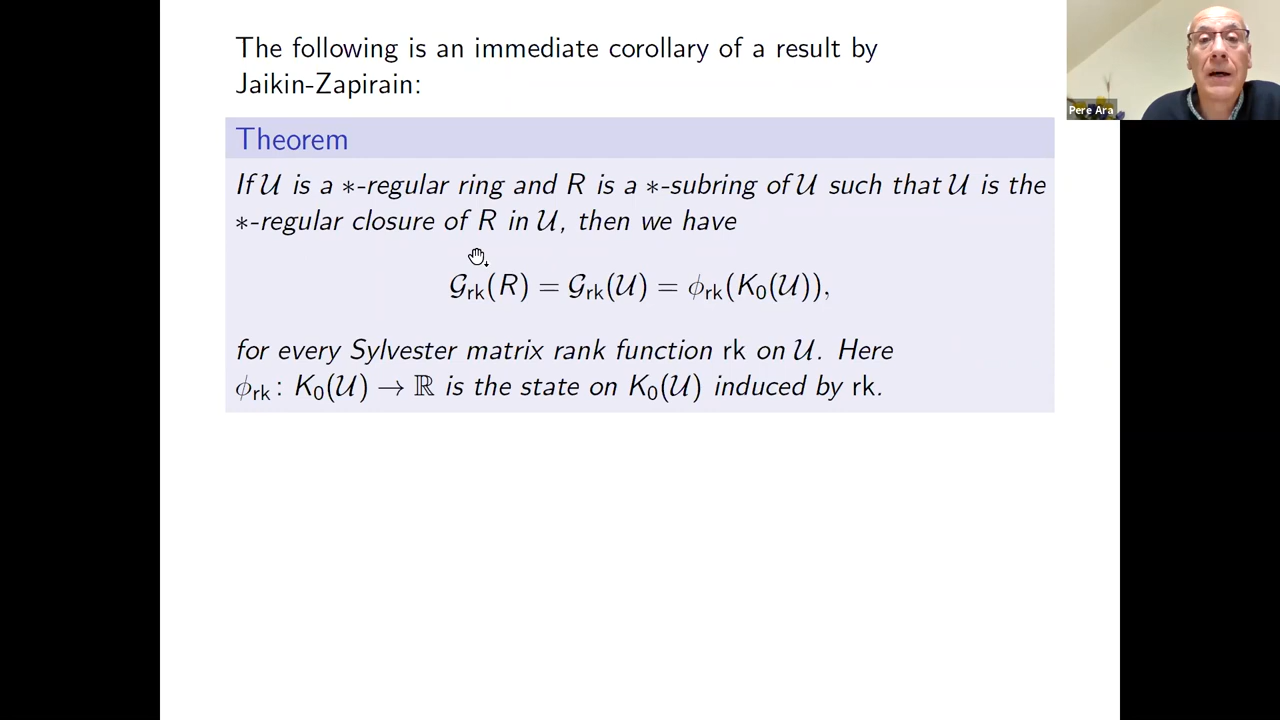 The following is an immediate corollary of a result by
Jaikin-Zapirain:
Theorem
If 𝒰 is a ∗-regular ring and R is a ∗-subring of 𝒰 such that 𝒰 is the
∗-regular closure of R in 𝒰, then we have
𝒢rk(R) = 𝒢rk(𝒰) = ϕrk(K₀(𝒰)),
for every Sylvester matrix rank function rk on 𝒰. Here
ϕrk : K₀(𝒰) → ℝ is the state on K₀(𝒰) induced by rk.
Pere Ara